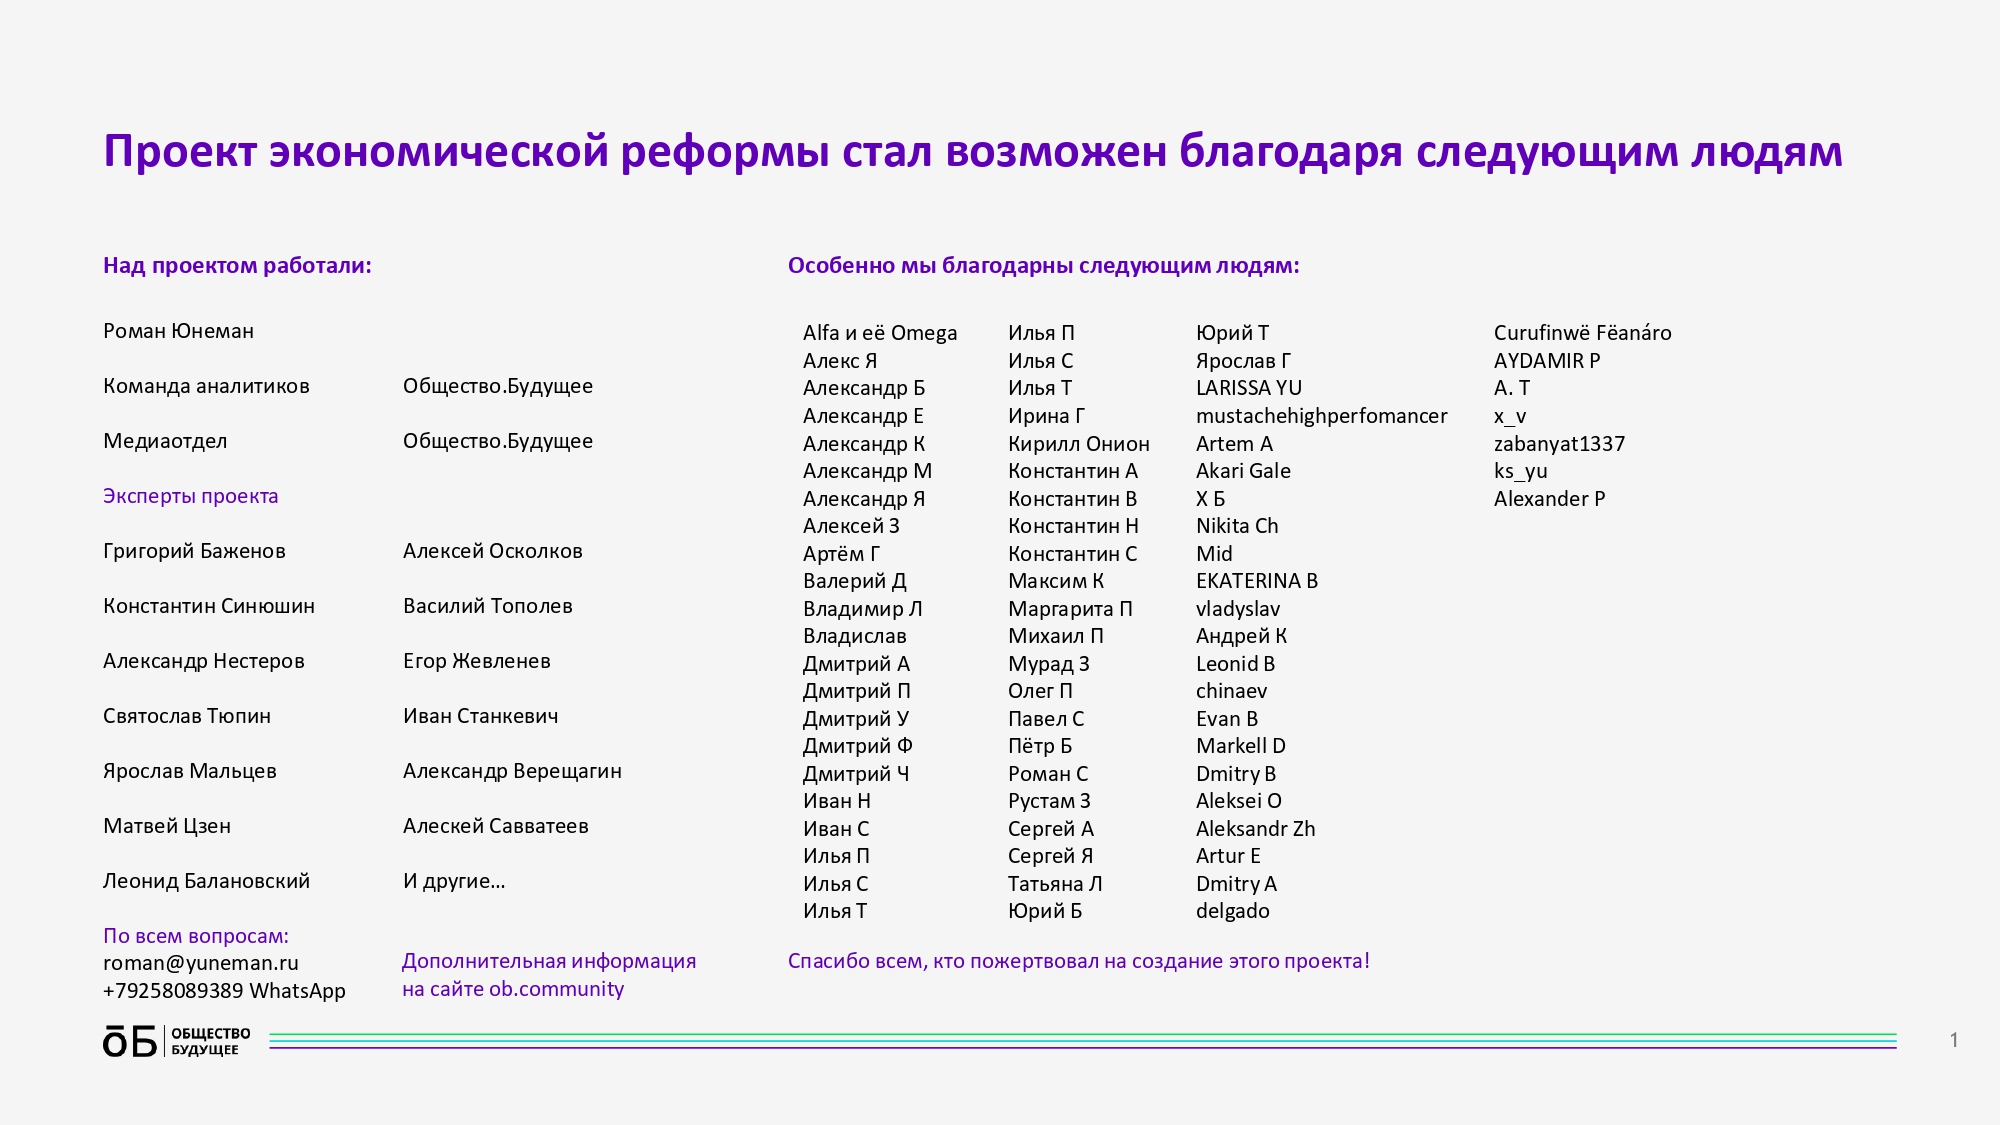 Проект экономической реформы стал возможен благодаря следующим людям
Над проектом работали:
Роман Юнеман
Команда аналитиков Общество.Будущее
Медиаотдел Общество.Будущее
Эксперты проекта
Григорий Баженов Алексей Осколков
Константин Синюшин Василий Тополев
Александр Нестеров Егор Жевленев
Святослав Тюпин Иван Станкевич
Ярослав Мальцев Александр Верещагин
Матвей Цзен Алескей Савватеев
Леонид Балановский И другие...
По всем вопросам:
roman@yuneman.ru
+79258089389 WhatsApp
Дополнительная информация
на сайте ob.community
Особенно мы благодарны следующим людям:
Alfa и её Omega
Алекс Я
Александр Б
Александр Е
Александр К
Александр М
Александр Я
Алексей З
Артём Г
Валерий Д
Владимир Л
Владислав
Дмитрий А
Дмитрий П
Дмитрий У
Дмитрий Ф
Дмитрий Ч
Иван Н
Иван С
Илья П
Илья С
Илья Т
Илья П
Илья С
Илья Т
Ирина Г
Кирилл Онион
Константин А
Константин В
Константин Н
Константин С
Максим К
Маргарита П
Михаил П
Мурад З
Олег П
Павел С
Пётр Б
Роман С
Рустам З
Сергей А
Сергей Я
Татьяна Л
Юрий Б
Юрий Т
Ярослав Г
LARISSA YU
mustachehighperfomancer
Artem A
Akari Gale
Х Б
Nikita Ch
Mid
EKATERINA B
vladyslav
Андрей К
Leonid B
chinaev
Evan B
Markell D
Dmitry B
Aleksei O
Aleksandr Zh
Artur E
Dmitry A
delgado
Curufinwë Fëanáro
AYDAMIR P
A. T
x_v
zabanyat1337
ks_yu
Alexander P
Спасибо всем, кто пожертвовал на создание этого проекта!
ōБ ОБЩЕСТВО
БУДУЩЕЕ
1